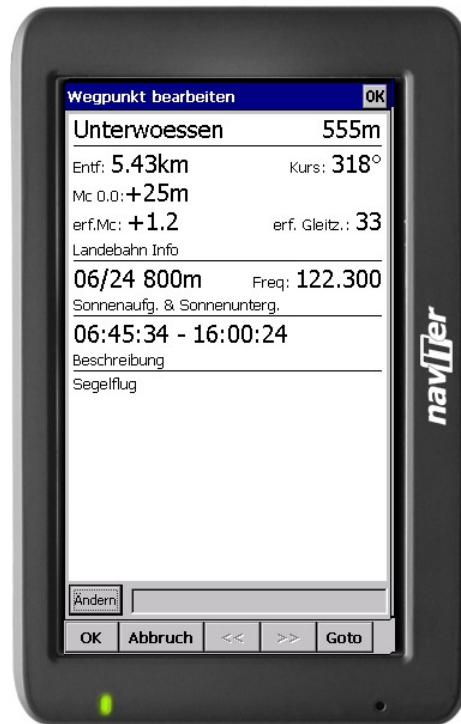 Wegpunkt bearbeiten OK
Unterwoessen 555m
Entf: 5.43km Kurs: 318°
Mc 0.0:+25m
erf.Mc: +1.2 erf. Gleitz.: 33
Landebahn Info
06/24 800m Freq: 122.300
Sonnenaufg. & Sonnenunterg.
06:45:34 - 16:00:24
Beschreibung
Segelflug
Ändern
OK Abbruch << >> Goto
naviter